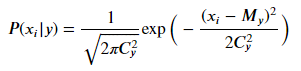 P(x_i|y) = \frac{1}{\sqrt{2\pi C_y^2}} \exp\left(-\frac{(x_i - M_y)^2}{2C_y^2}\right)